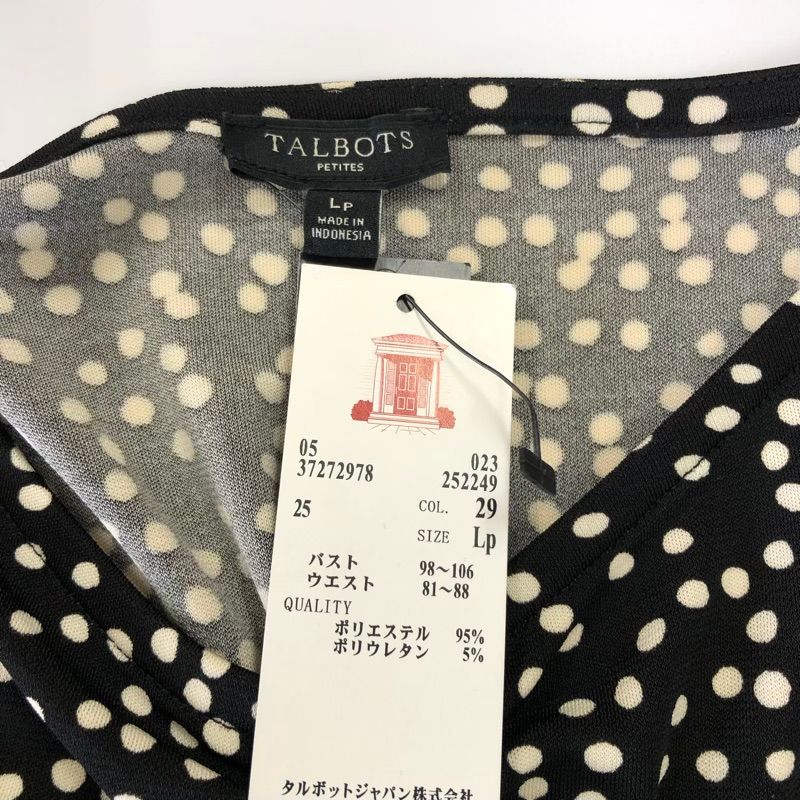 TALBOTS
PETITES
LP
MADE IN
INDONESIA
05 023
37272978 252249
25 COL. 29
SIZE Lp
バスト 98～106
ウエスト 81～88
QUALITY
ポリエステル 95%
ポリウレタン 5%
タルボットジャパン株式会社